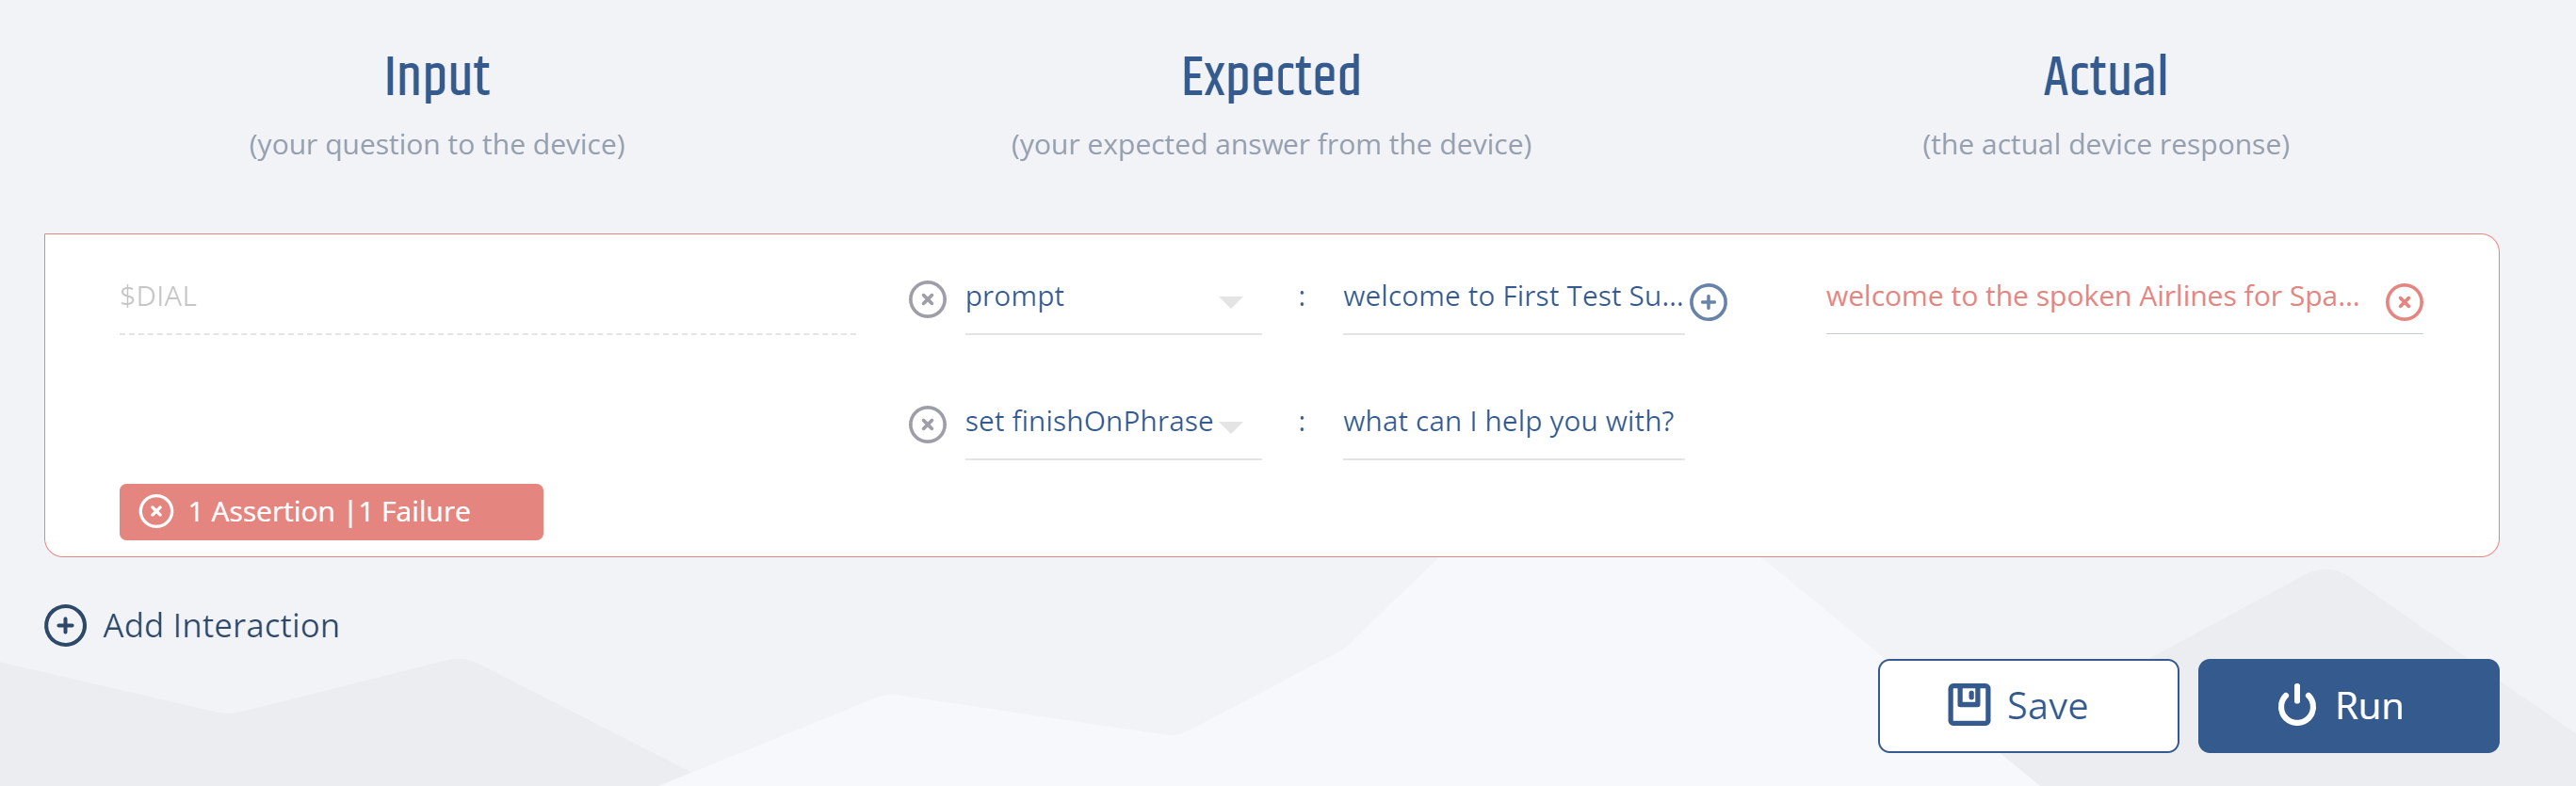 Input
(your question to the device)
Expected
(your expected answer from the device)
Actual
(the actual device response)
$DIAL
prompt : welcome to First Test Su...
welcome to the spoken Airlines for Spa...
set finishOnPhrase : what can I help you with?
1 Assertion |1 Failure
Add Interaction
Save
Run